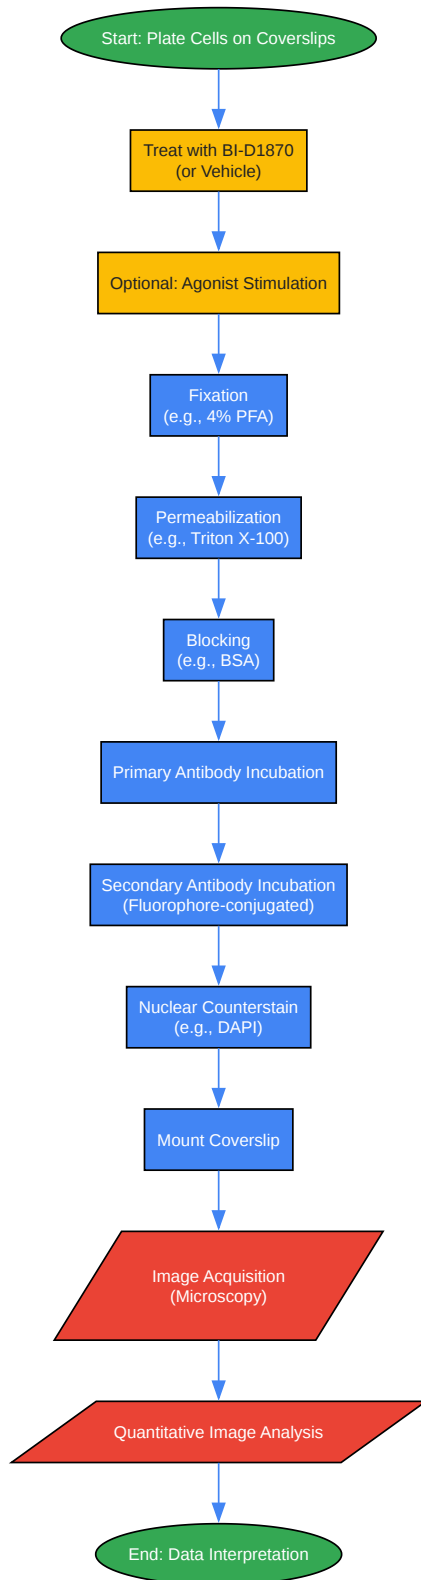 Start: Plate Cells on Coverslips
Treat with BI-D1870
(or Vehicle)
Optional: Agonist Stimulation
Fixation
(e.g., 4% PFA)
Permeabilization
(e.g., Triton X-100)
Blocking
(e.g., BSA)
Primary Antibody Incubation
Secondary Antibody Incubation
(Fluorophore-conjugated)
Nuclear Counterstain
(e.g., DAPI)
Mount Coverslip
Image Acquisition
(Microscopy)
Quantitative Image Analysis
End: Data Interpretation